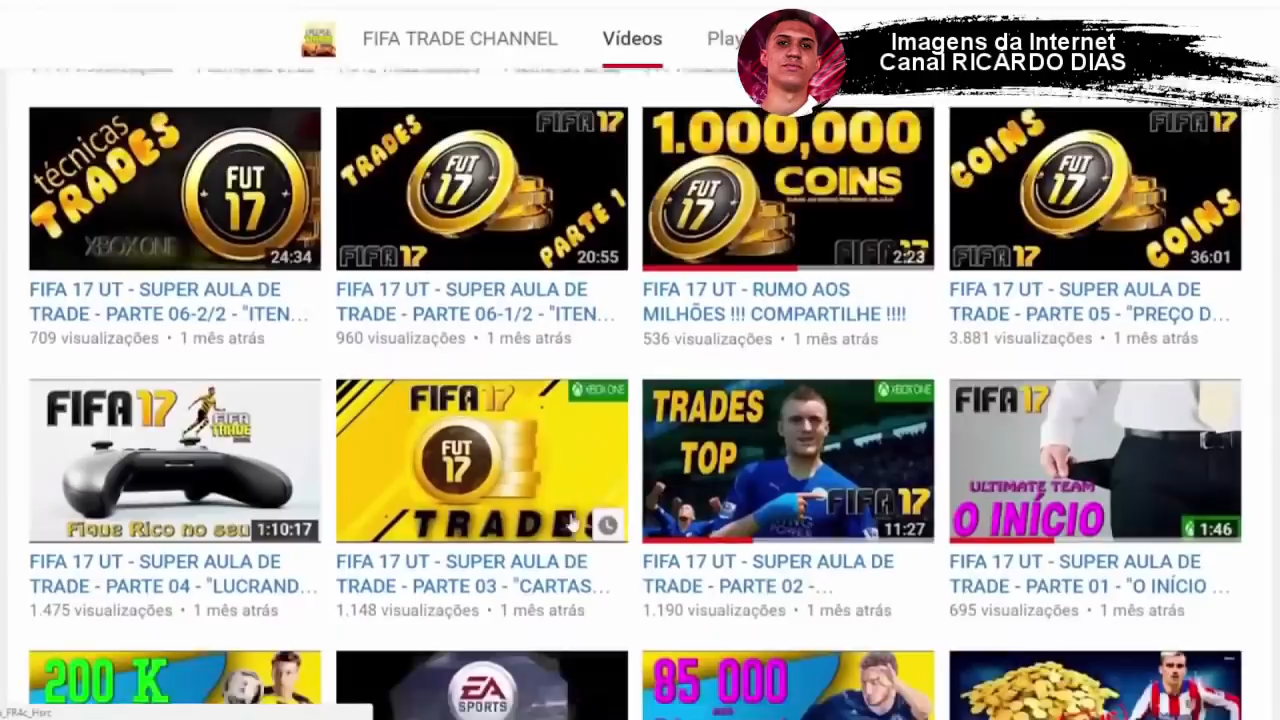 FIFA TRADE CHANNEL
Vídeos
Imagens da Internet
Canal RICARDO DIAS
técnicas
TRADES
FUT
17
XBOX ONE
24:34
TRADES
FIFA 17
FUT
17
PARTE 1
FIFA 17
20:55
1.000,000
COINS
FUT
17
2:23
COINS
FIFA 17
FUT
17
COINS
FIFA 17
36:01
FIFA 17 UT - SUPER AULA DE
TRADE - PARTE 06-2/2 - "ITEN...
709 visualizações • 1 mês atrás
FIFA 17 UT - SUPER AULA DE
TRADE - PARTE 06-1/2 - "ITEN...
960 visualizações • 1 mês atrás
FIFA 17 UT - RUMO AOS
MILHÕES !!! COMPARTILHE !!!!
536 visualizações • 1 mês atrás
FIFA 17 UT - SUPER AULA DE
TRADE - PARTE 05 - "PREÇO D...
3.881 visualizações • 1 mês atrás
FIFA 17
FIFA
TRADE
Fique Rico no seu
1:10:17
FIFA 17
XBOX ONE
FUT
17
TRADES
TRADES
TOP
XBOX ONE
FIFA 17
11:27
FIFA 17
ULTIMATE TEAM
O INÍCIO
1:46
FIFA 17 UT - SUPER AULA DE
TRADE - PARTE 04 - "LUCRAND...
1.475 visualizações • 1 mês atrás
FIFA 17 UT - SUPER AULA DE
TRADE - PARTE 03 - "CARTAS...
1.148 visualizações • 1 mês atrás
FIFA 17 UT - SUPER AULA DE
TRADE - PARTE 02 -...
1.190 visualizações • 1 mês atrás
FIFA 17 UT - SUPER AULA DE
TRADE - PARTE 01 - "O INÍCIO ...
695 visualizações • 1 mês atrás
200 K
EA
SPORTS
85 000